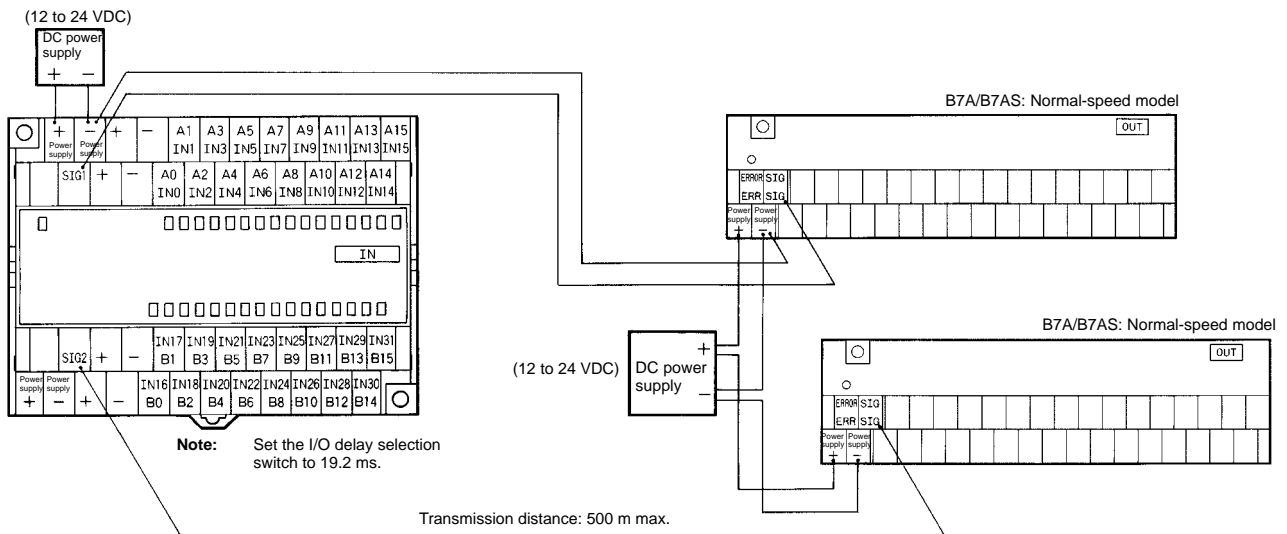 (12 to 24 VDC)
DC power
supply
+ −
+ − + − A1 A3 A5 A7 A9 A11 A13 A15
Power supply Power supply IN1 IN3 IN5 IN7 IN9 IN11 IN13 IN15
SIG1 + − A0 A2 A4 A6 A8 A10 A12 A14
IN0 IN2 IN4 IN6 IN8 IN10 IN12 IN14
IN
IN17 IN19 IN21 IN23 IN25 IN27 IN29 IN31
SIG2 + − B1 B3 B5 B7 B9 B11 B13 B15
Power supply Power supply IN16 IN18 IN20 IN22 IN24 IN26 IN28 IN30
+ − + − B0 B2 B4 B6 B8 B10 B12 B14
Note: Set the I/O delay selection
switch to 19.2 ms.
B7A/B7AS: Normal-speed model
OUT
ERROR SIG
ERR SIG
Power supply Power supply
+ −
(12 to 24 VDC)
DC power
supply
+
−
B7A/B7AS: Normal-speed model
OUT
ERROR SIG
ERR SIG
Power supply Power supply
+ −
Transmission distance: 500 m max.